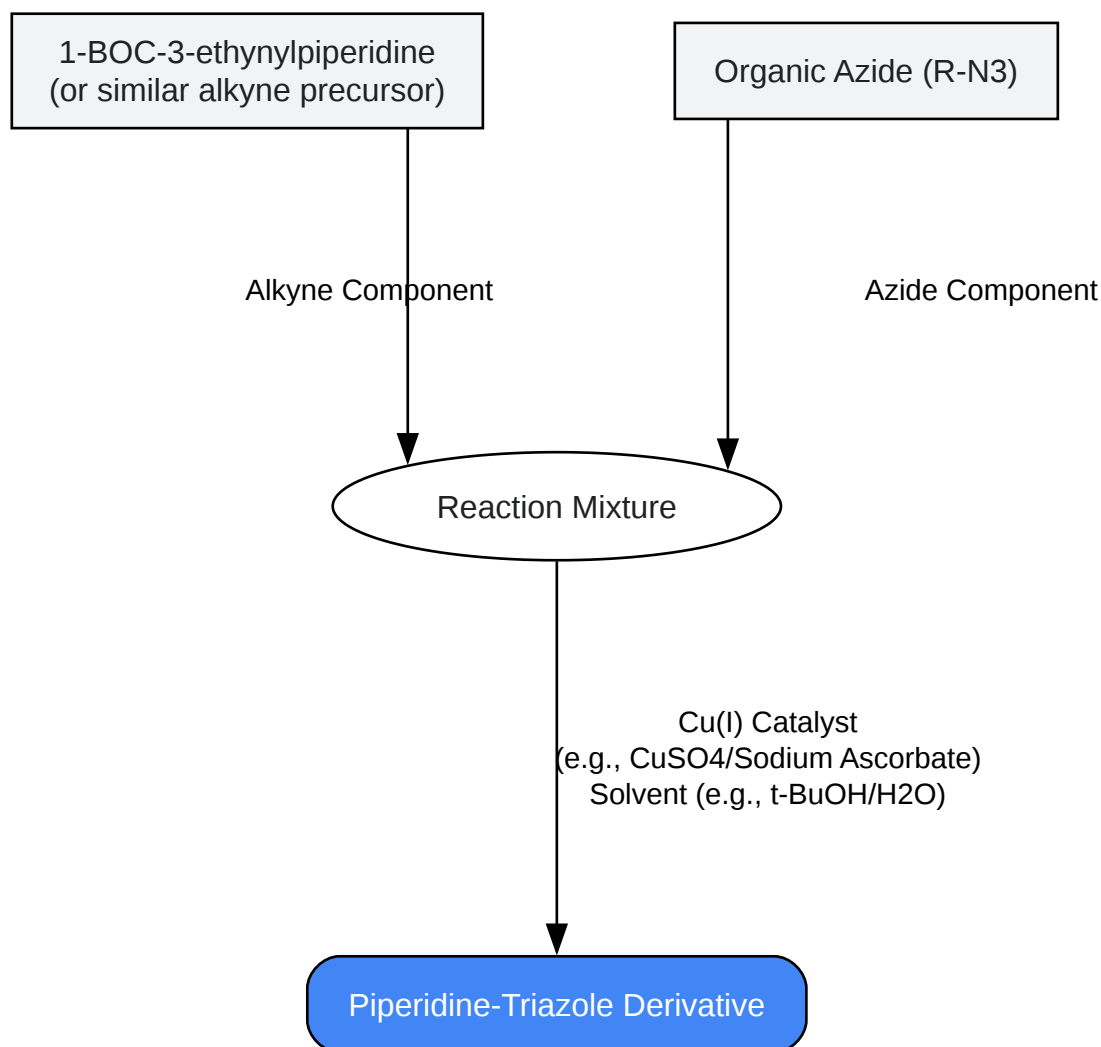 1-BOC-3-ethynylpiperidine
(or similar alkyne precursor)
Organic Azide (R-N3)
Alkyne Component
Azide Component
Reaction Mixture
Cu(I) Catalyst
(e.g., CuSO4/Sodium Ascorbate)
Solvent (e.g., t-BuOH/H2O)
Piperidine-Triazole Derivative